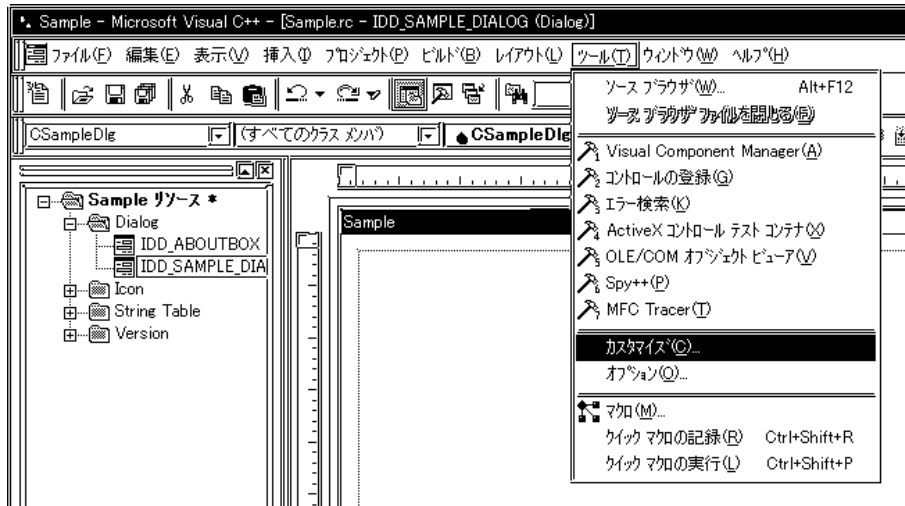 Sample - Microsoft Visual C++ - [Sample.rc - IDD_SAMPLE_DIALOG (Dialog)]
ファイル(F) 編集(E) 表示(V) 挿入(I) プロジェクト(P) ビルド(B) レイアウト(L) ツール(T) ウィンドウ(W) ヘルプ(H)
CSampleDlg (すべてのクラス メンバ) CSampleDlg
Sample リソース *
Dialog
IDD_ABOUTBOX
IDD_SAMPLE_DIA
Icon
String Table
Version
Sample
ソース ブラウザ(W)... Alt+F12
ソース ブラウザ ファイルを閉じる(F)
1 Visual Component Manager(A)
2 コントロールの登録(G)
3 エラー検索(K)
4 ActiveX コントロール テスト コンテナ(X)
5 OLE/COM オブジェクト ビューア(V)
6 Spy++(P)
7 MFC Tracer(T)
カスタマイズ(C)...
オプション(O)...
マクロ(M)...
クイック マクロの記録(R) Ctrl+Shift+R
クイック マクロの実行(L) Ctrl+Shift+P